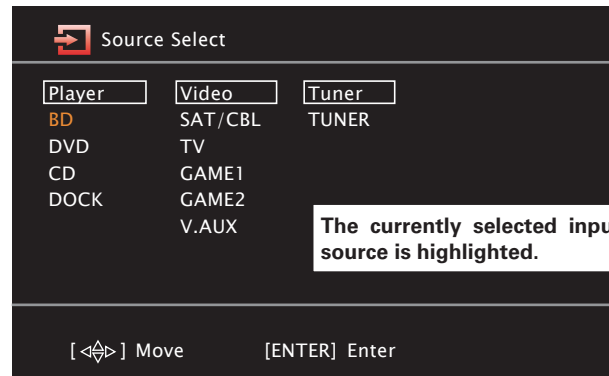 Source Select
Player Video Tuner
BD SAT/CBL TUNER
DVD TV
CD GAME1
DOCK GAME2
V.AUX
The currently selected
source is highlighted.
[◁△▽▷] Move [ENTER] Enter